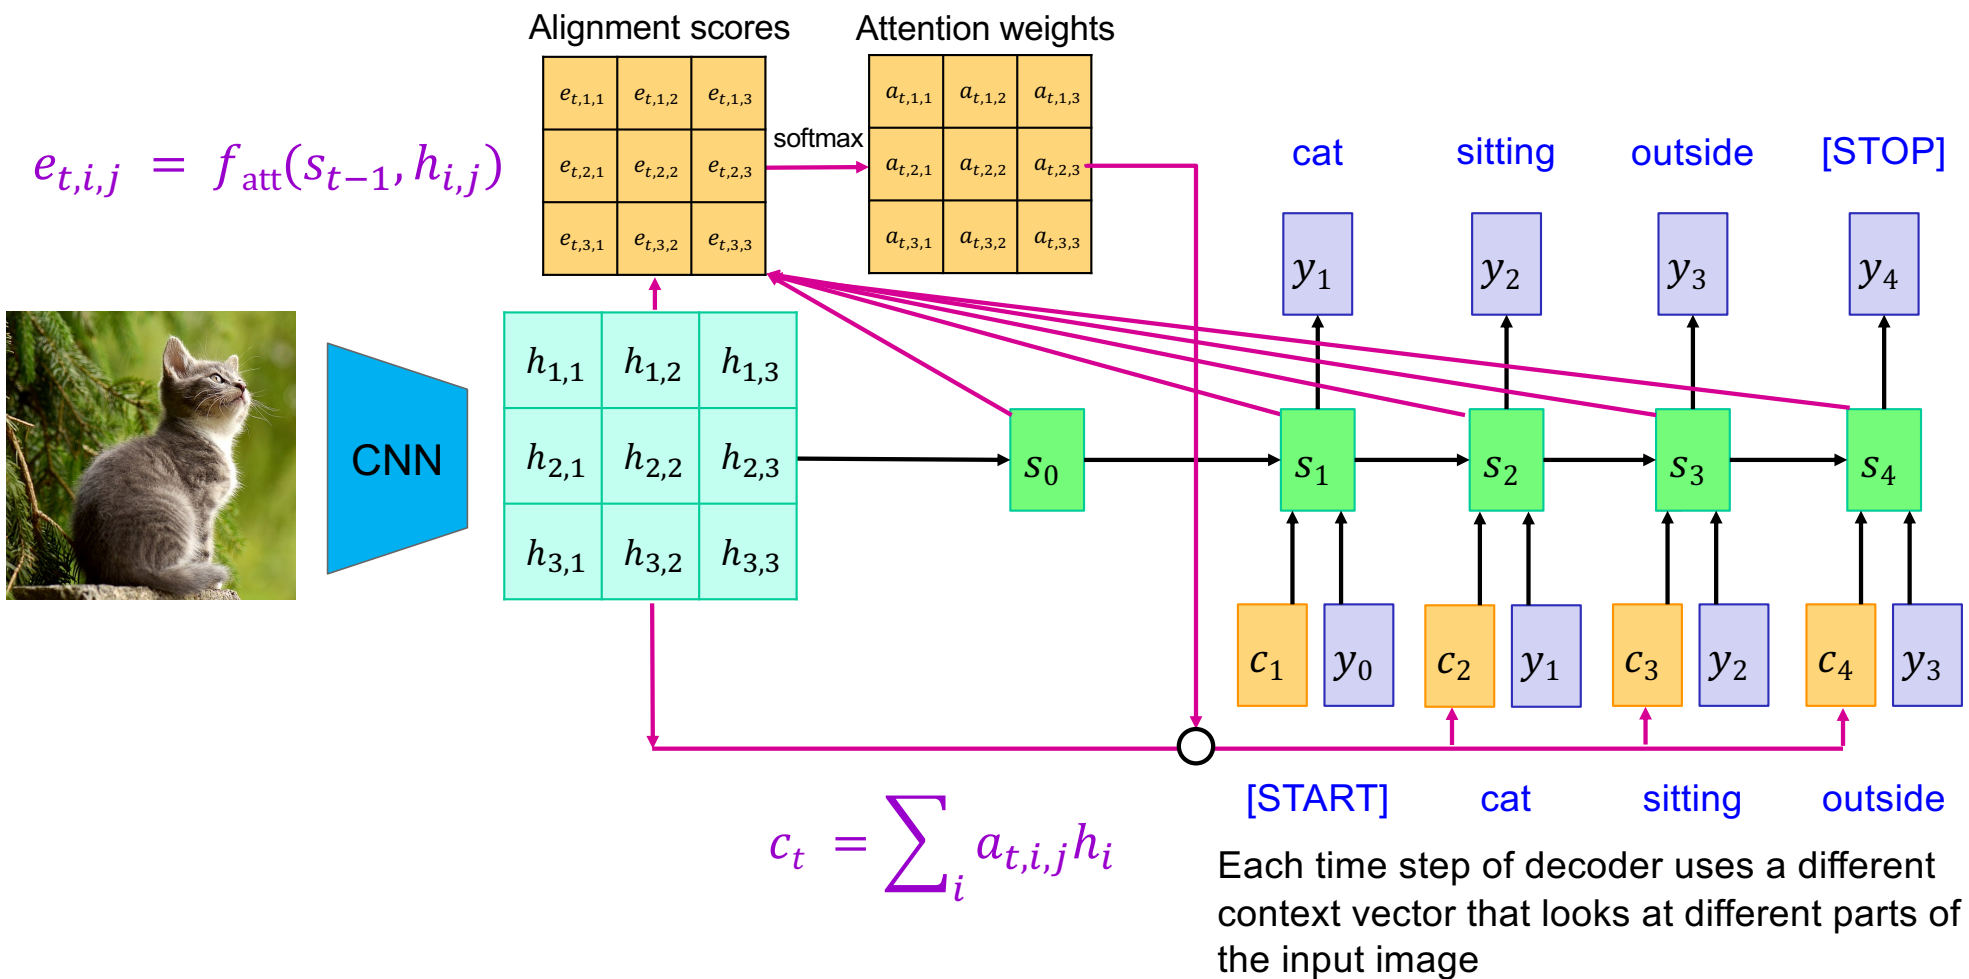 Alignment scores
Attention weights
e_{t,1,1} e_{t,1,2} e_{t,1,3}
e_{t,2,1} e_{t,2,2} e_{t,2,3}
e_{t,3,1} e_{t,3,2} e_{t,3,3}
softmax
a_{t,1,1} a_{t,1,2} a_{t,1,3}
a_{t,2,1} a_{t,2,2} a_{t,2,3}
a_{t,3,1} a_{t,3,2} a_{t,3,3}
e_{t,i,j} = f_{att}(s_{t−1}, h_{i,j})
cat sitting outside [STOP]
y_1 y_2 y_3 y_4
CNN
h_{1,1} h_{1,2} h_{1,3}
h_{2,1} h_{2,2} h_{2,3}
h_{3,1} h_{3,2} h_{3,3}
s_0 s_1 s_2 s_3 s_4
c_1 y_0 c_2 y_1 c_3 y_2 c_4 y_3
[START] cat sitting outside
c_t = ∑_i a_{t,i,j}h_i
Each time step of decoder uses a different
context vector that looks at different parts of
the input image